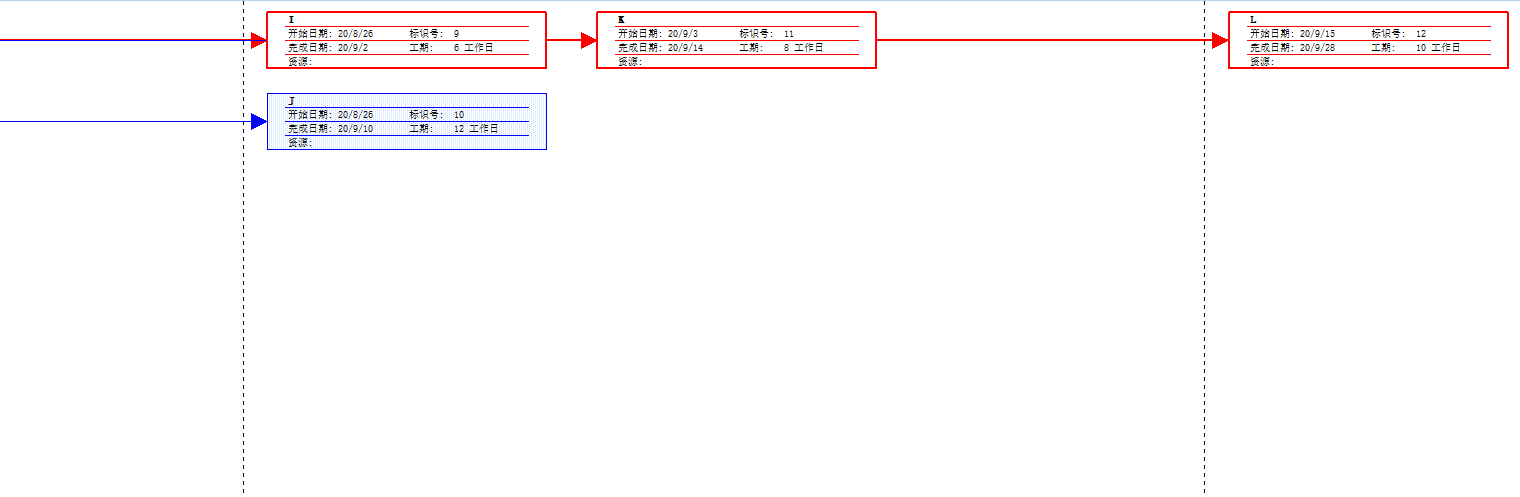 I
开始日期: 20/8/26 标识号: 9
完成日期: 20/9/2 工期: 6 工作日
资源:
K
开始日期: 20/9/3 标识号: 11
完成日期: 20/9/14 工期: 8 工作日
资源:
L
开始日期: 20/9/15 标识号: 12
完成日期: 20/9/28 工期: 10 工作日
资源:
J
开始日期: 20/8/26 标识号: 10
完成日期: 20/9/10 工期: 12 工作日
资源: